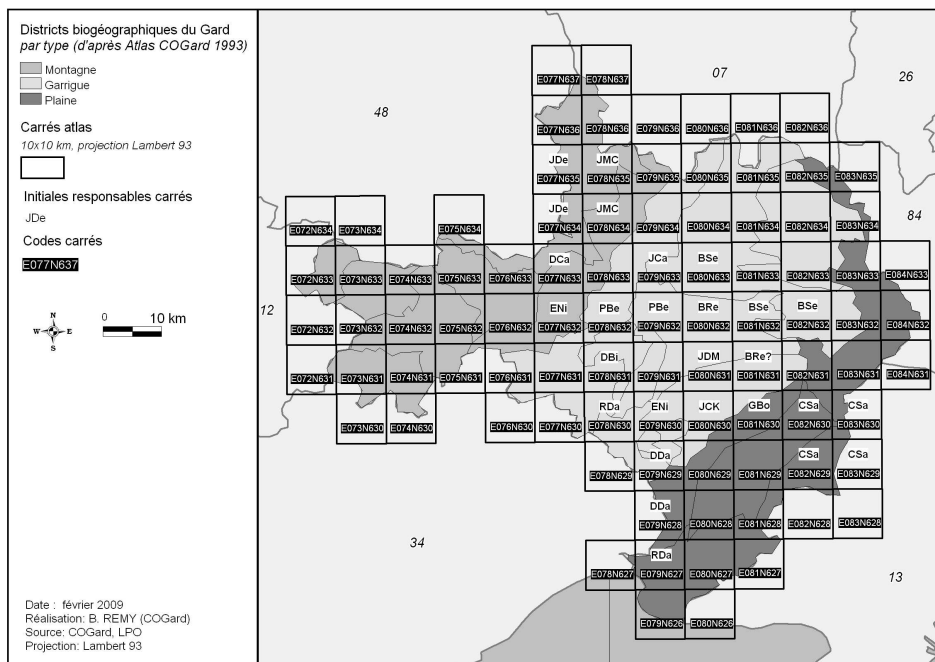 Districts biogéographiques du Gard
par type (d'après Atlas COGard 1993)
Montagne
Garrigue
Plaine
Carrés atlas
10x10 km, projection Lambert 93
Initiales responsables carrés
JDe
Codes carrés
E077N637
N
W E
S
0 10 km
Date : février 2009
Réalisation: B. REMY (COGard)
Source: COGard, LPO
Projection: Lambert 93
07
26
48
E077N637 E078N637
E077N636 E078N636 E079N636 E080N636 E081N636 E082N636
JDe JMC
E077N635 E078N635 E079N635 E080N635 E081N635 E082N635 E083N635
JDe JMC
84
E072N634 E073N634 E075N634 E077N634 E078N634 E079N634 E080N634 E081N634 E082N634 E083N634
DCa JCa BSe
E072N633 E073N633 E074N633 E075N633 E076N633 E077N633 E078N633 E079N633 E080N633 E081N633 E082N633 E083N633 E084N633
12
ENi PBe PBe BRe BSe BSe
E072N632 E073N632 E074N632 E075N632 E076N632 E077N632 E078N632 E079N632 E080N632 E081N632 E082N632 E083N632 E084N632
DBi JDM BRe?
E072N631 E073N631 E074N631 E075N631 E076N631 E077N631 E078N631 E079N631 E080N631 E081N631 E082N631 E083N631 E084N631
RDa ENi JCK GBo CSa CSa
E073N630 E074N630 E076N630 E077N630 E078N630 E079N630 E080N630 E081N630 E082N630 E083N630
DDa CSa CSa
E078N629 E079N629 E080N629 E081N629 E082N629 E083N629
DDa
E079N628 E080N628 E081N628 E082N628 E083N628
34
RDa
E078N627 E079N627 E080N627 E081N627
13
E079N626 E080N626